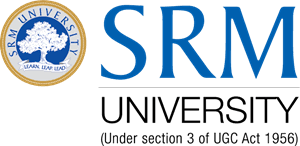 SRM UNIVERSITY
LEARN, LEAP, LEAD
SRM
UNIVERSITY
(Under section 3 of UGC Act 1956)